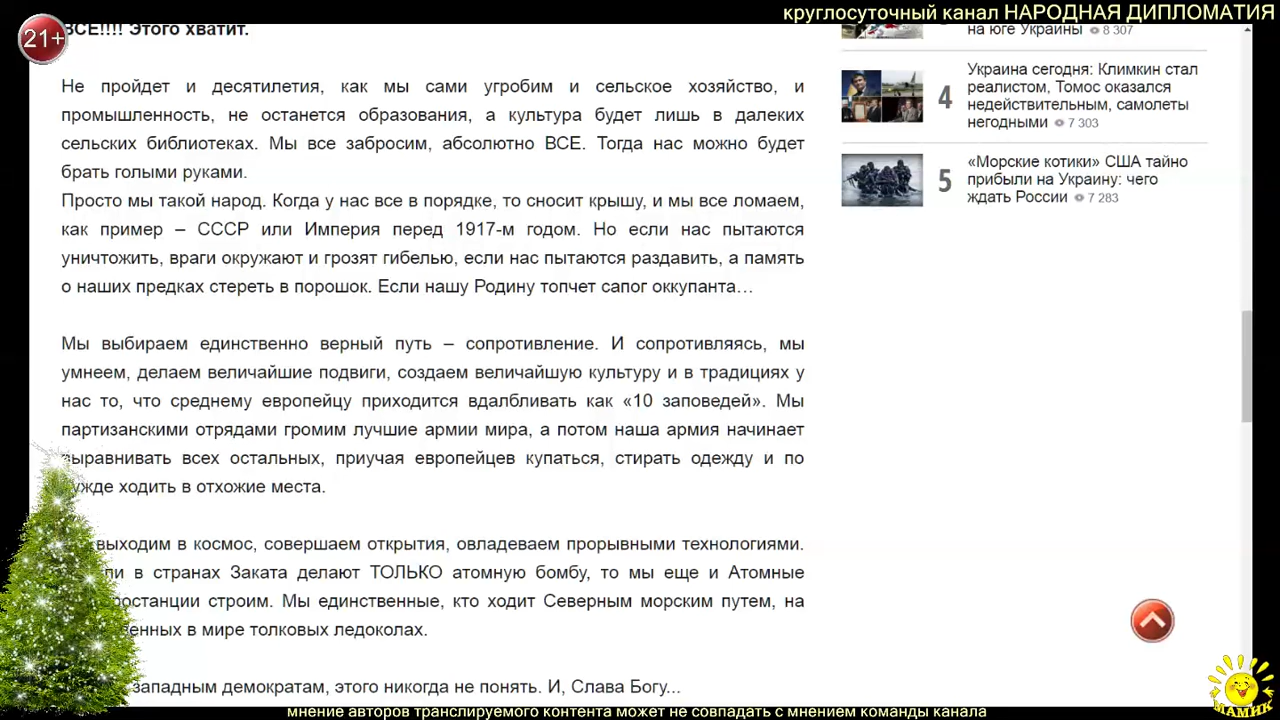 круглосуточный канал НАРОДНАЯ ДИПЛОМАТИЯ
21+
ВСЕ!!!! Этого хватит.
Не пройдет и десятилетия, как мы сами угробим и сельское хозяйство, и
промышленность, не останется образования, а культура будет лишь в далеких
сельских библиотеках. Мы все забросим, абсолютно ВСЕ. Тогда нас можно будет
брать голыми руками.
Просто мы такой народ. Когда у нас все в порядке, то сносит крышу, и мы все ломаем,
как пример – СССР или Империя перед 1917-м годом. Но если нас пытаются
уничтожить, враги окружают и грозят гибелью, если нас пытаются раздавить, а память
о наших предках стереть в порошок. Если нашу Родину топчет сапог оккупанта…
Мы выбираем единственно верный путь – сопротивление. И сопротивляясь, мы
умнеем, делаем величайшие подвиги, создаем величайшую культуру и в традициях у
нас то, что среднему европейцу приходится вдалбливать как «10 заповедей». Мы
партизанскими отрядами громим лучшие армии мира, а потом наша армия начинает
выравнивать всех остальных, приучая европейцев купаться, стирать одежду и по
нужде ходить в отхожие места.
выходим в космос, совершаем открытия, овладеваем прорывными технологиями.
ли в странах Заката делают ТОЛЬКО атомную бомбу, то мы еще и Атомные
ростанции строим. Мы единственные, кто ходит Северным морским путем, на
венных в мире толковых ледоколах.
западным демократам, этого никогда не понять. И, Слава Богу...
на юге Украины 8 307
4
Украина сегодня: Климкин стал
реалистом, Томос оказался
недействительным, самолеты
негодными 7 303
5
«Морские котики» США тайно
прибыли на Украину: чего
ждать России 7 283
МАМИК
мнение авторов транслируемого контента может не совпадать с мнением команды канала